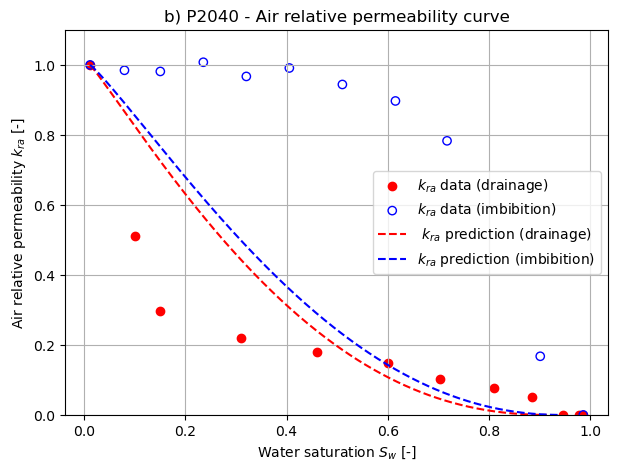 b) P2040 - Air relative permeability curve
Air relative permeability k_ra [-]
1.0
0.8
0.6
0.4
0.2
0.0
k_ra data (drainage)
k_ra data (imbibition)
k_ra prediction (drainage)
k_ra prediction (imbibition)
0.0 0.2 0.4 0.6 0.8 1.0
Water saturation S_w [-]